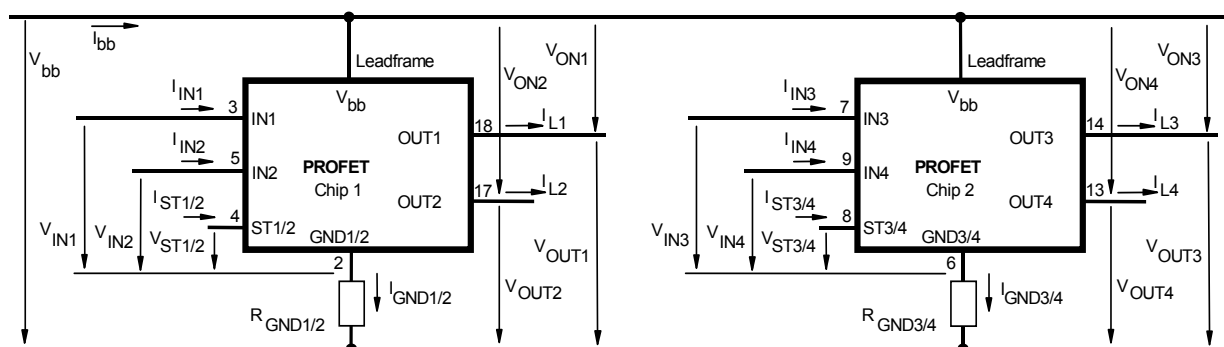 I bb
V bb
Leadframe
V ON2
V ON1
V bb
I IN1
3
IN1
I IN2
5
IN2
PROFET
Chip 1
OUT1
18
I L1
OUT2
17
I L2
I ST1/2
4
ST1/2
V IN1
V IN2
V ST1/2
GND1/2
2
I GND1/2
R GND1/2
V OUT1
V OUT2
Leadframe
V ON4
V ON3
V bb
I IN3
7
IN3
I IN4
9
IN4
PROFET
Chip 2
OUT3
14
I L3
OUT4
13
I L4
I ST3/4
8
ST3/4
V IN3
V IN4
V ST3/4
GND3/4
6
I GND3/4
R GND3/4
V OUT3
V OUT4